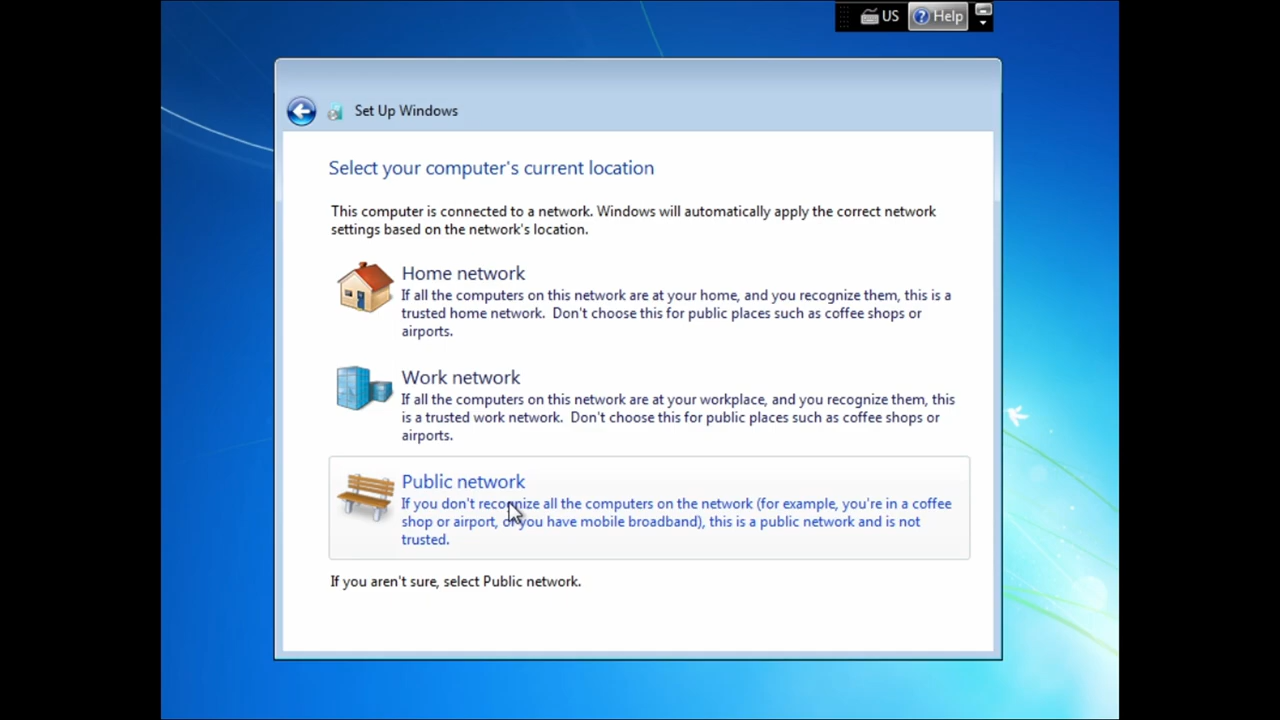 US Help
Set Up Windows
Select your computer's current location
This computer is connected to a network. Windows will automatically apply the correct network
settings based on the network's location.
Home network
If all the computers on this network are at your home, and you recognize them, this is a
trusted home network. Don't choose this for public places such as coffee shops or
airports.
Work network
If all the computers on this network are at your workplace, and you recognize them, this
is a trusted work network. Don't choose this for public places such as coffee shops or
airports.
Public network
If you don't recognize all the computers on the network (for example, you're in a coffee
shop or airport, or you have mobile broadband), this is a public network and is not
trusted.
If you aren't sure, select Public network.